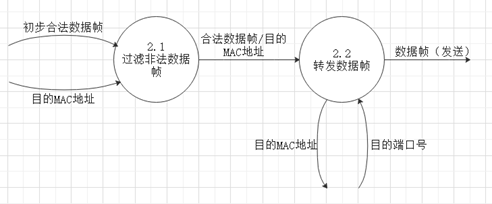 初步合法数据帧
目的MAC地址
2.1
过滤非法数据
帧
合法数据帧/目的
MAC地址
2.2
转发数据帧
数据帧（发送）
目的MAC地址
目的端口号